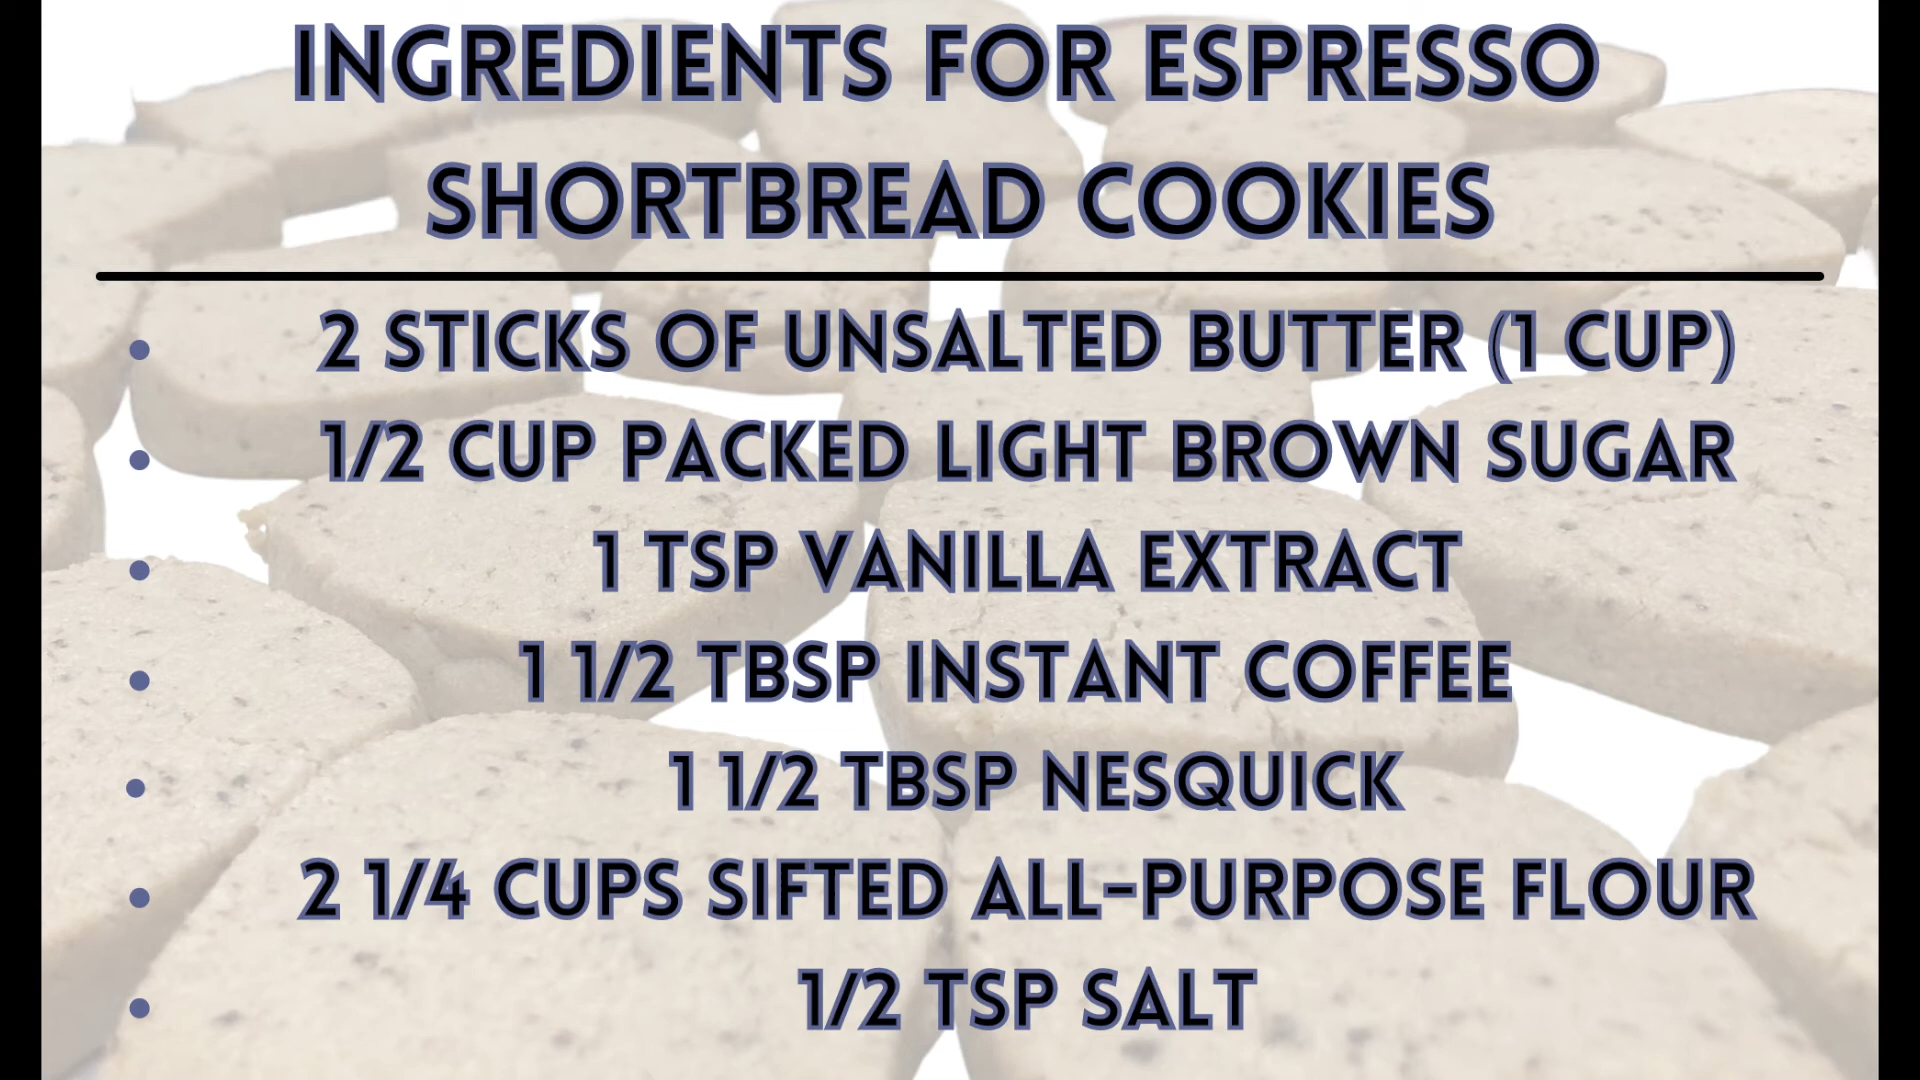 INGREDIENTS FOR ESPRESSO
SHORTBREAD COOKIES
• 2 STICKS OF UNSALTED BUTTER (1 CUP)
• 1/2 CUP PACKED LIGHT BROWN SUGAR
• 1 TSP VANILLA EXTRACT
• 1 1/2 TBSP INSTANT COFFEE
• 1 1/2 TBSP NESQUICK
• 2 1/4 CUPS SIFTED ALL-PURPOSE FLOUR
• 1/2 TSP SALT